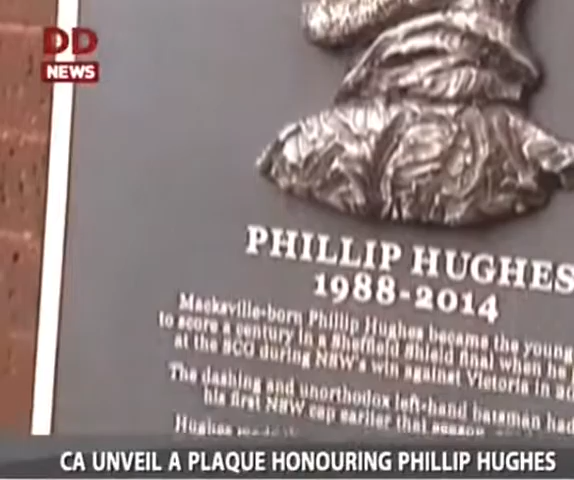 DD
NEWS
PHILLIP HUGHES
1988-2014
Macksville-born Phillip Hughes became the young
to score a century in a Sheffield Shield final when he
at the SCG during NSW's win against Victoria in 20
The dashing and unorthodox left-hand batsman had
his first NSW cap earlier that season
Hughes
CA UNVEIL A PLAQUE HONOURING PHILLIP HUGHES